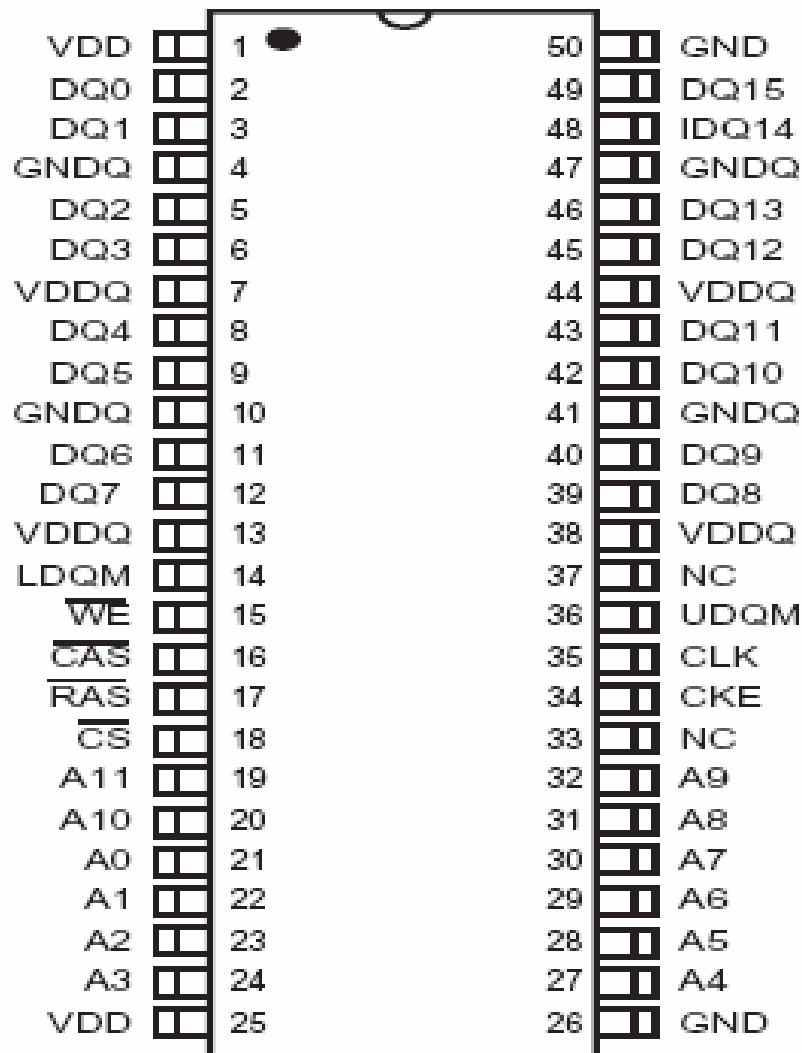 VDD 1 50 GND
DQ0 2 49 DQ15
DQ1 3 48 IDQ14
GNDQ 4 47 GNDQ
DQ2 5 46 DQ13
DQ3 6 45 DQ12
VDDQ 7 44 VDDQ
DQ4 8 43 DQ11
DQ5 9 42 DQ10
GNDQ 10 41 GNDQ
DQ6 11 40 DQ9
DQ7 12 39 DQ8
VDDQ 13 38 VDDQ
LDQM 14 37 NC
W̅E̅ 15 36 UDQM
C̅A̅S̅ 16 35 CLK
R̅A̅S̅ 17 34 CKE
C̅S̅ 18 33 NC
A11 19 32 A9
A10 20 31 A8
A0 21 30 A7
A1 22 29 A6
A2 23 28 A5
A3 24 27 A4
VDD 25 26 GND